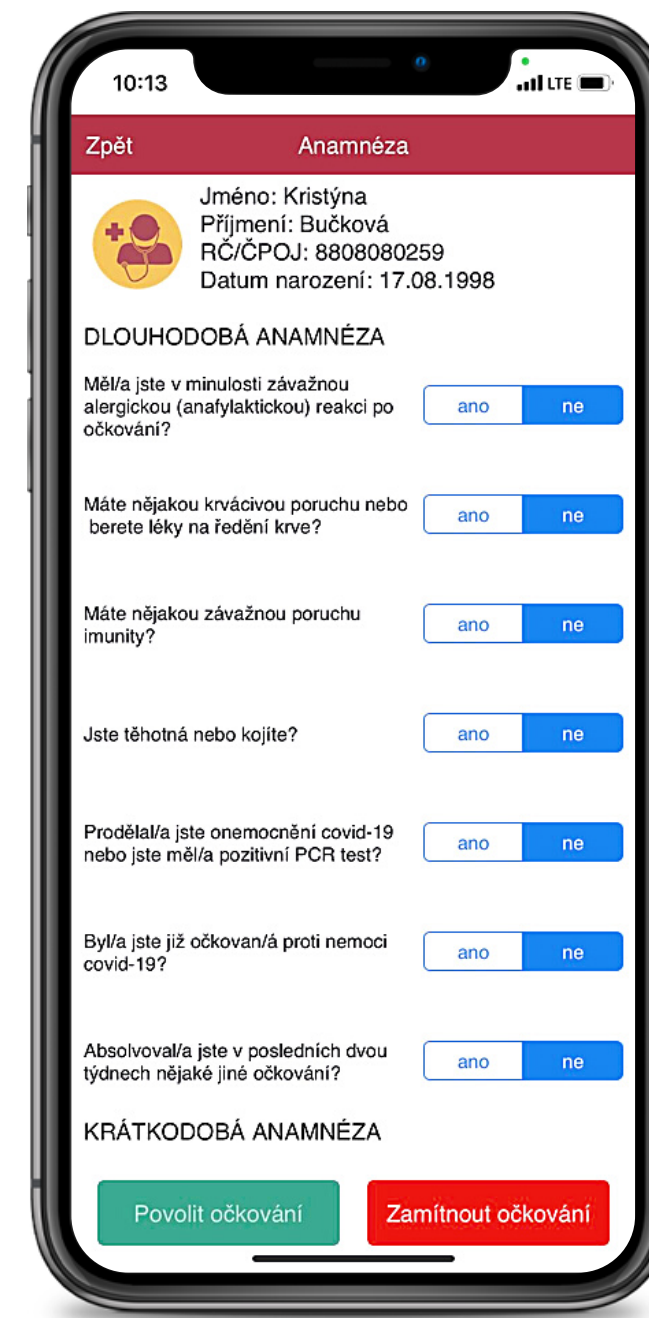 10:13
LTE
Zpět
Anamnéza
Jméno: Kristýna
Příjmení: Bučková
RČ/ČPOJ: 8808080259
Datum narození: 17.08.1998
DLOUHODOBÁ ANAMNÉZA
Měl/a jste v minulosti závažnou
alergickou (anafylaktickou) reakci po
očkování?
ano
ne
Máte nějakou krvácivou poruchu nebo
berete léky na ředění krve?
ano
ne
Máte nějakou závažnou poruchu
imunity?
ano
ne
Jste těhotná nebo kojíte?
ano
ne
Prodělal/a jste onemocnění covid-19
nebo jste měl/a pozitivní PCR test?
ano
ne
Byl/a jste již očkovan/á proti nemoci
covid-19?
ano
ne
Absolvoval/a jste v posledních dvou
týdnech nějaké jiné očkování?
ano
ne
KRÁTKODOBÁ ANAMNÉZA
Povolit očkování
Zamítnout očkování